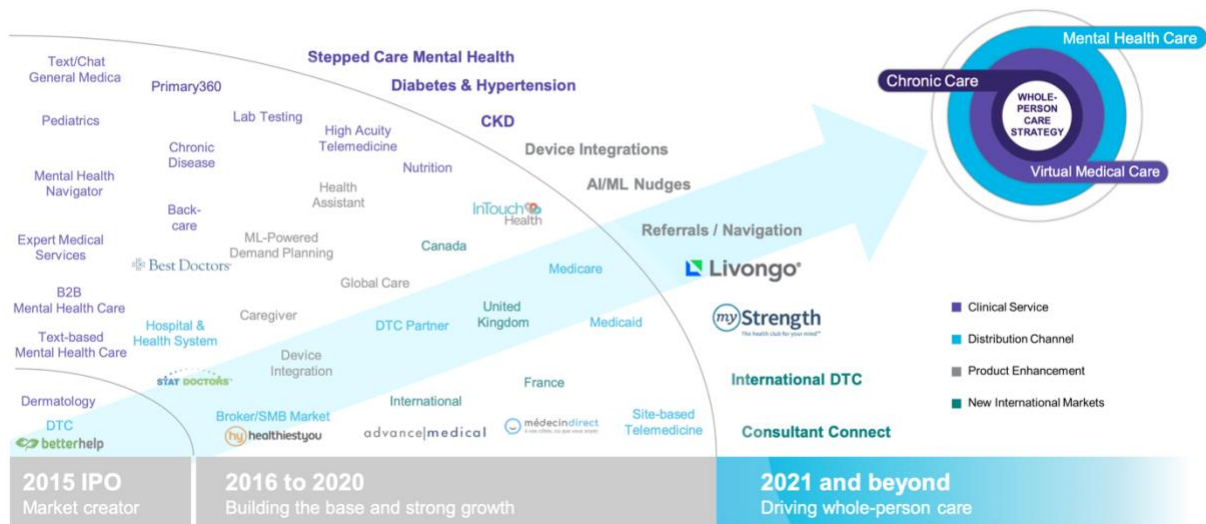 Text/Chat
General Medica
Primary360
Pediatrics
Mental Health
Navigator
Expert Medical
Services
B2B
Mental Health Care
Text-based
Mental Health Care
Dermatology
DTC
betterhelp
Lab Testing
Chronic
Disease
Back-
care
Best Doctors
Hospital &
Health System
STAT DOCTORS
Stepped Care Mental Health
Diabetes & Hypertension
CKD
High Acuity
Telemedicine
Nutrition
Health
Assistant
ML-Powered
Demand Planning
Global Care
Caregiver
Device
Integration
Broker/SMB Market
hy healthiestyou
InTouch
Health
Canada
DTC Partner
International
advance|medical
Medicare
United
Kingdom
Medicaid
France
médecindirect
Site-based
Telemedicine
Device Integrations
AI/ML Nudges
Referrals / Navigation
Livongo®
myStrength
The health club for your mind™
International DTC
Consultant Connect
Mental Health Care
Chronic Care
WHOLE-
PERSON
CARE
STRATEGY
Virtual Medical Care
Clinical Service
Distribution Channel
Product Enhancement
New International Markets
2015 IPO
Market creator
2016 to 2020
Building the base and strong growth
2021 and beyond
Driving whole-person care